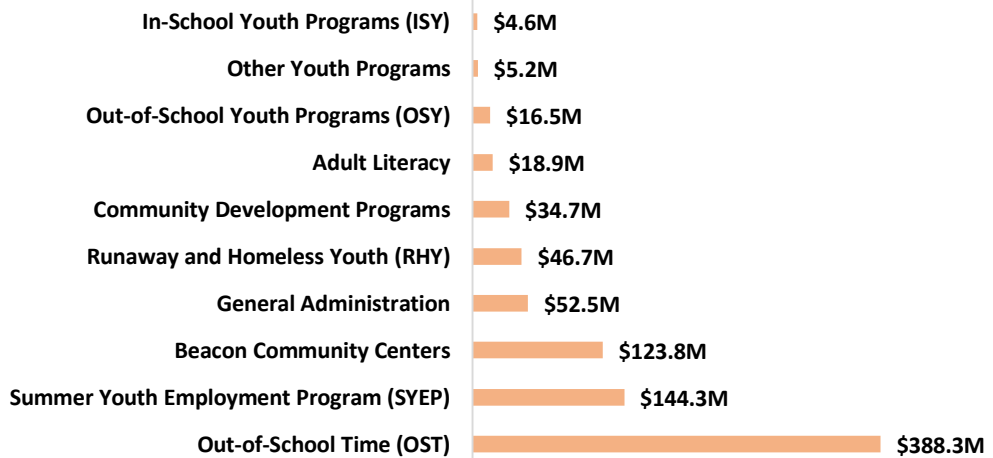 In-School Youth Programs (ISY) $4.6M
Other Youth Programs $5.2M
Out-of-School Youth Programs (OSY) $16.5M
Adult Literacy $18.9M
Community Development Programs $34.7M
Runaway and Homeless Youth (RHY) $46.7M
General Administration $52.5M
Beacon Community Centers $123.8M
Summer Youth Employment Program (SYEP) $144.3M
Out-of-School Time (OST) $388.3M